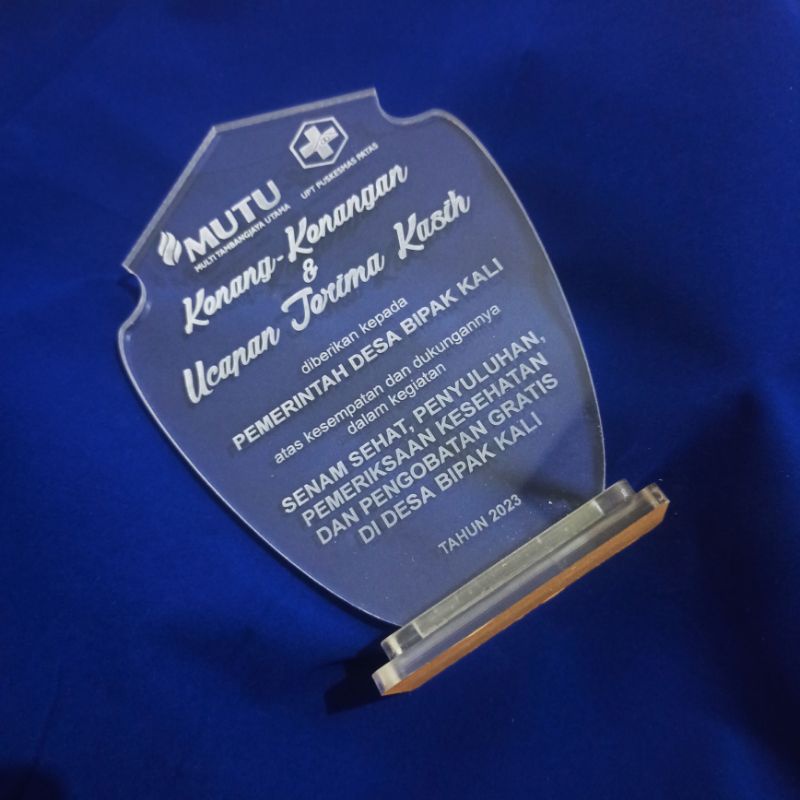 MUTU
MULTI TAMBANGJAYA UTAMA
UPT PUSKESMAS PATAS
Kenang-Kenangan
&
Ucapan Terima Kasih
diberikan kepada
PEMERINTAH DESA BIPAK KALI
atas kesempatan dan dukungannya
dalam kegiatan
SENAM SEHAT, PENYULUHAN,
PEMERIKSAAN KESEHATAN
DAN PENGOBATAN GRATIS
DI DESA BIPAK KALI
TAHUN 2023